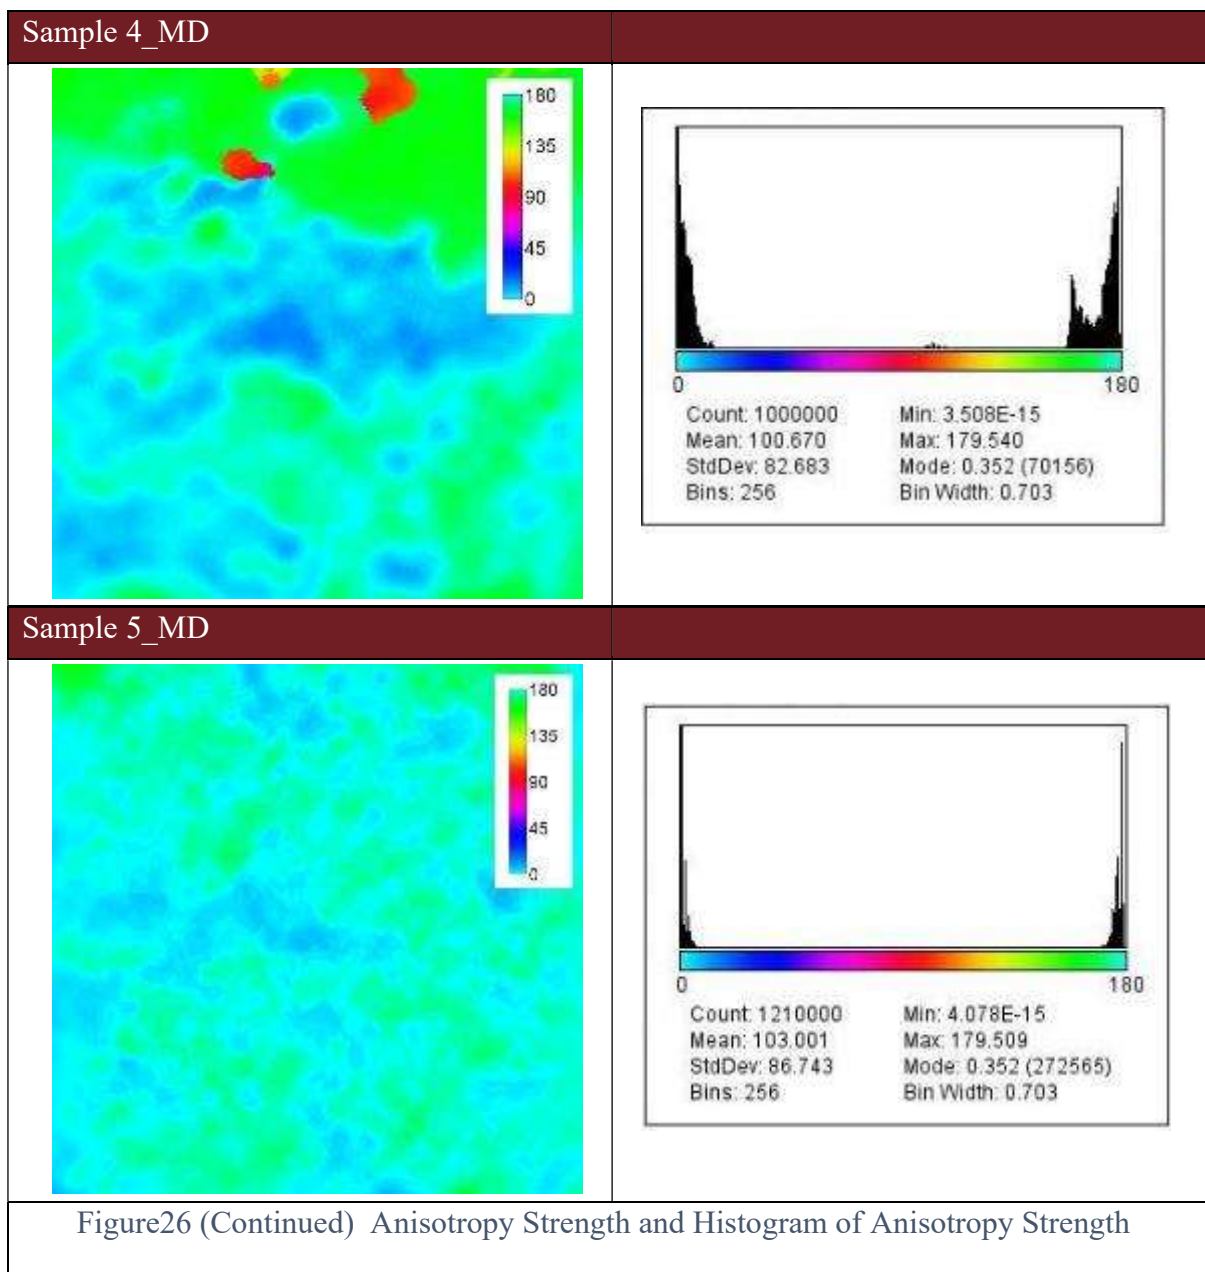 Sample 4_MD
180
135
90
45
0
0
180
Count: 1000000 Min: 3.508E-15
Mean: 100.670 Max: 179.540
StdDev: 82.683 Mode: 0.352 (70156)
Bins: 256 Bin Width: 0.703
Sample 5_MD
180
135
90
45
0
0
180
Count: 1210000 Min: 4.078E-15
Mean: 103.001 Max: 179.509
StdDev: 86.743 Mode: 0.352 (272565)
Bins: 256 Bin Width: 0.703
Figure26 (Continued) Anisotropy Strength and Histogram of Anisotropy Strength